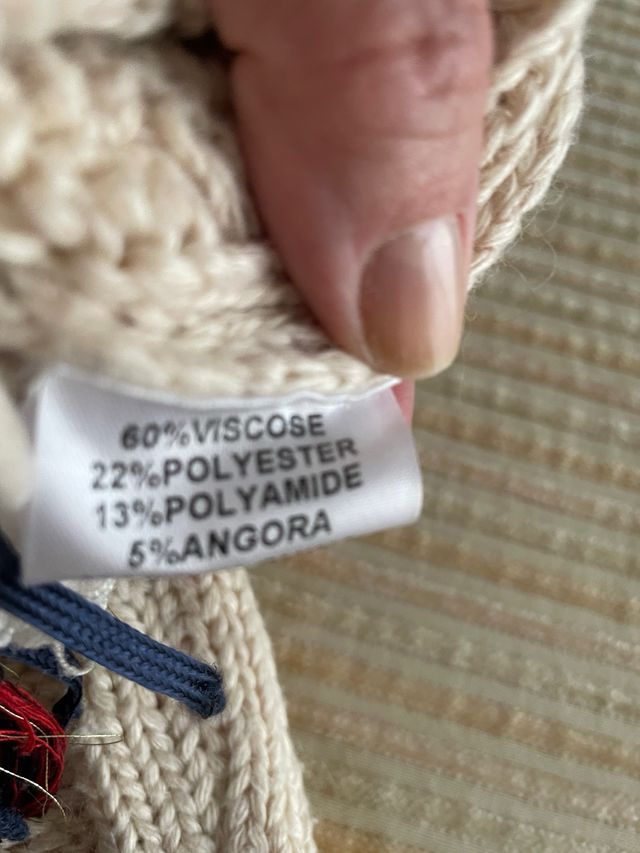 60%VISCOSE
22%POLYESTER
13%POLYAMIDE
5%ANGORA